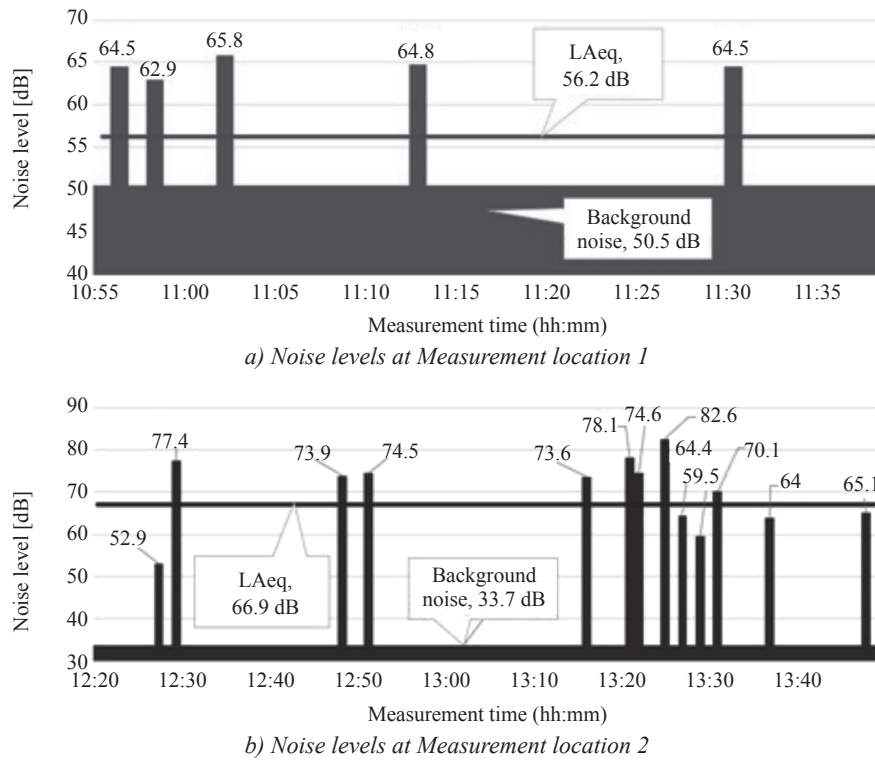 70
65
60
55
50
45
40
Noise level [dB]
64.5
62.9
65.8
64.8
64.5
LAeq,
56.2 dB
Background
noise, 50.5 dB
10:55 11:00 11:05 11:10 11:15 11:20 11:25 11:30 11:35
Measurement time (hh:mm)
a) Noise levels at Measurement location 1
90
80
70
60
50
40
30
Noise level [dB]
52.9
77.4
73.9
74.5
73.6
78.1
74.6
82.6
64.4
59.5
70.1
64
65.1
LAeq,
66.9 dB
Background
noise, 33.7 dB
12:20 12:30 12:40 12:50 13:00 13:10 13:20 13:30 13:40
Measurement time (hh:mm)
b) Noise levels at Measurement location 2